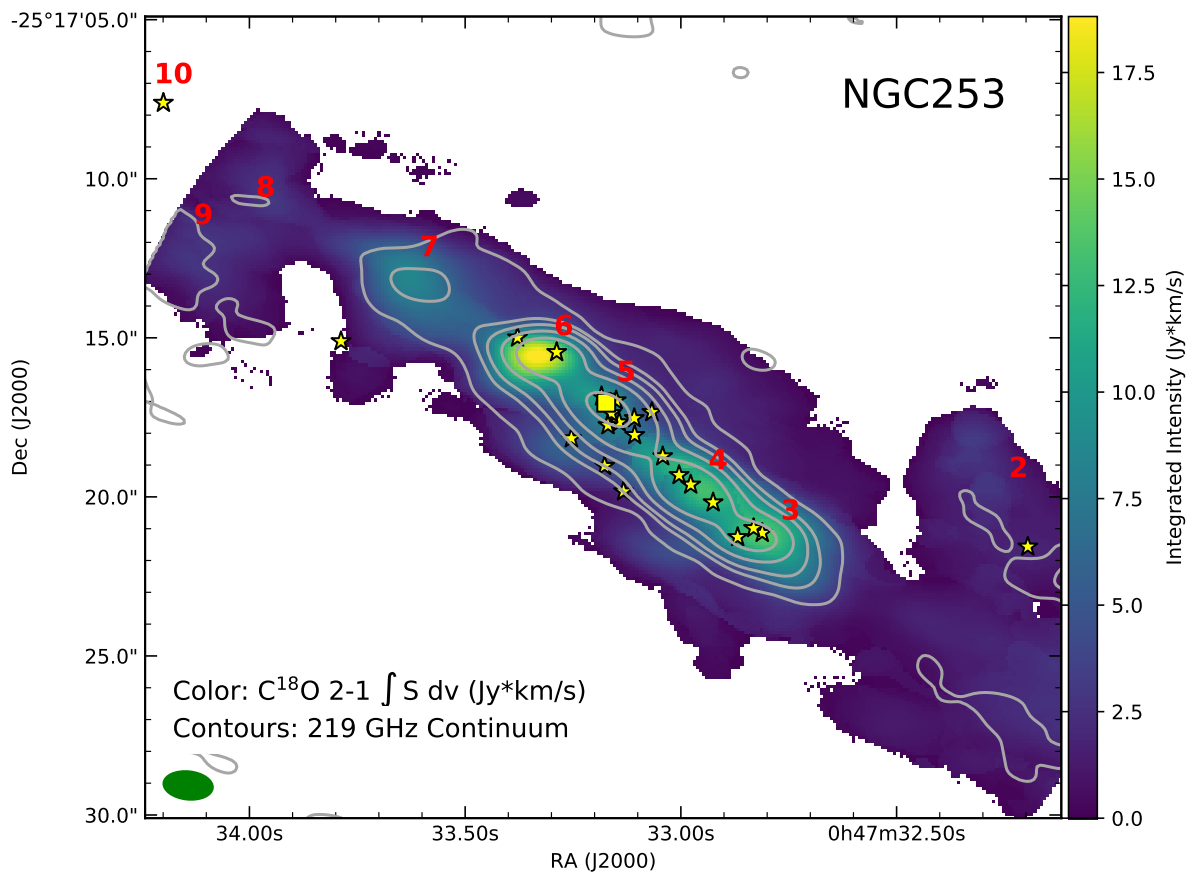 -25°17'05.0"
10.0"
15.0"
20.0"
25.0"
30.0"
Dec (J2000)
10
NGC253
8
9
7
6
5
4
3
2
Color: C¹⁸O 2-1 ∫ S dv (Jy*km/s)
Contours: 219 GHz Continuum
34.00s
33.50s
33.00s
0h47m32.50s
RA (J2000)
17.5
15.0
12.5
10.0
7.5
5.0
2.5
0.0
Integrated Intensity (Jy*km/s)